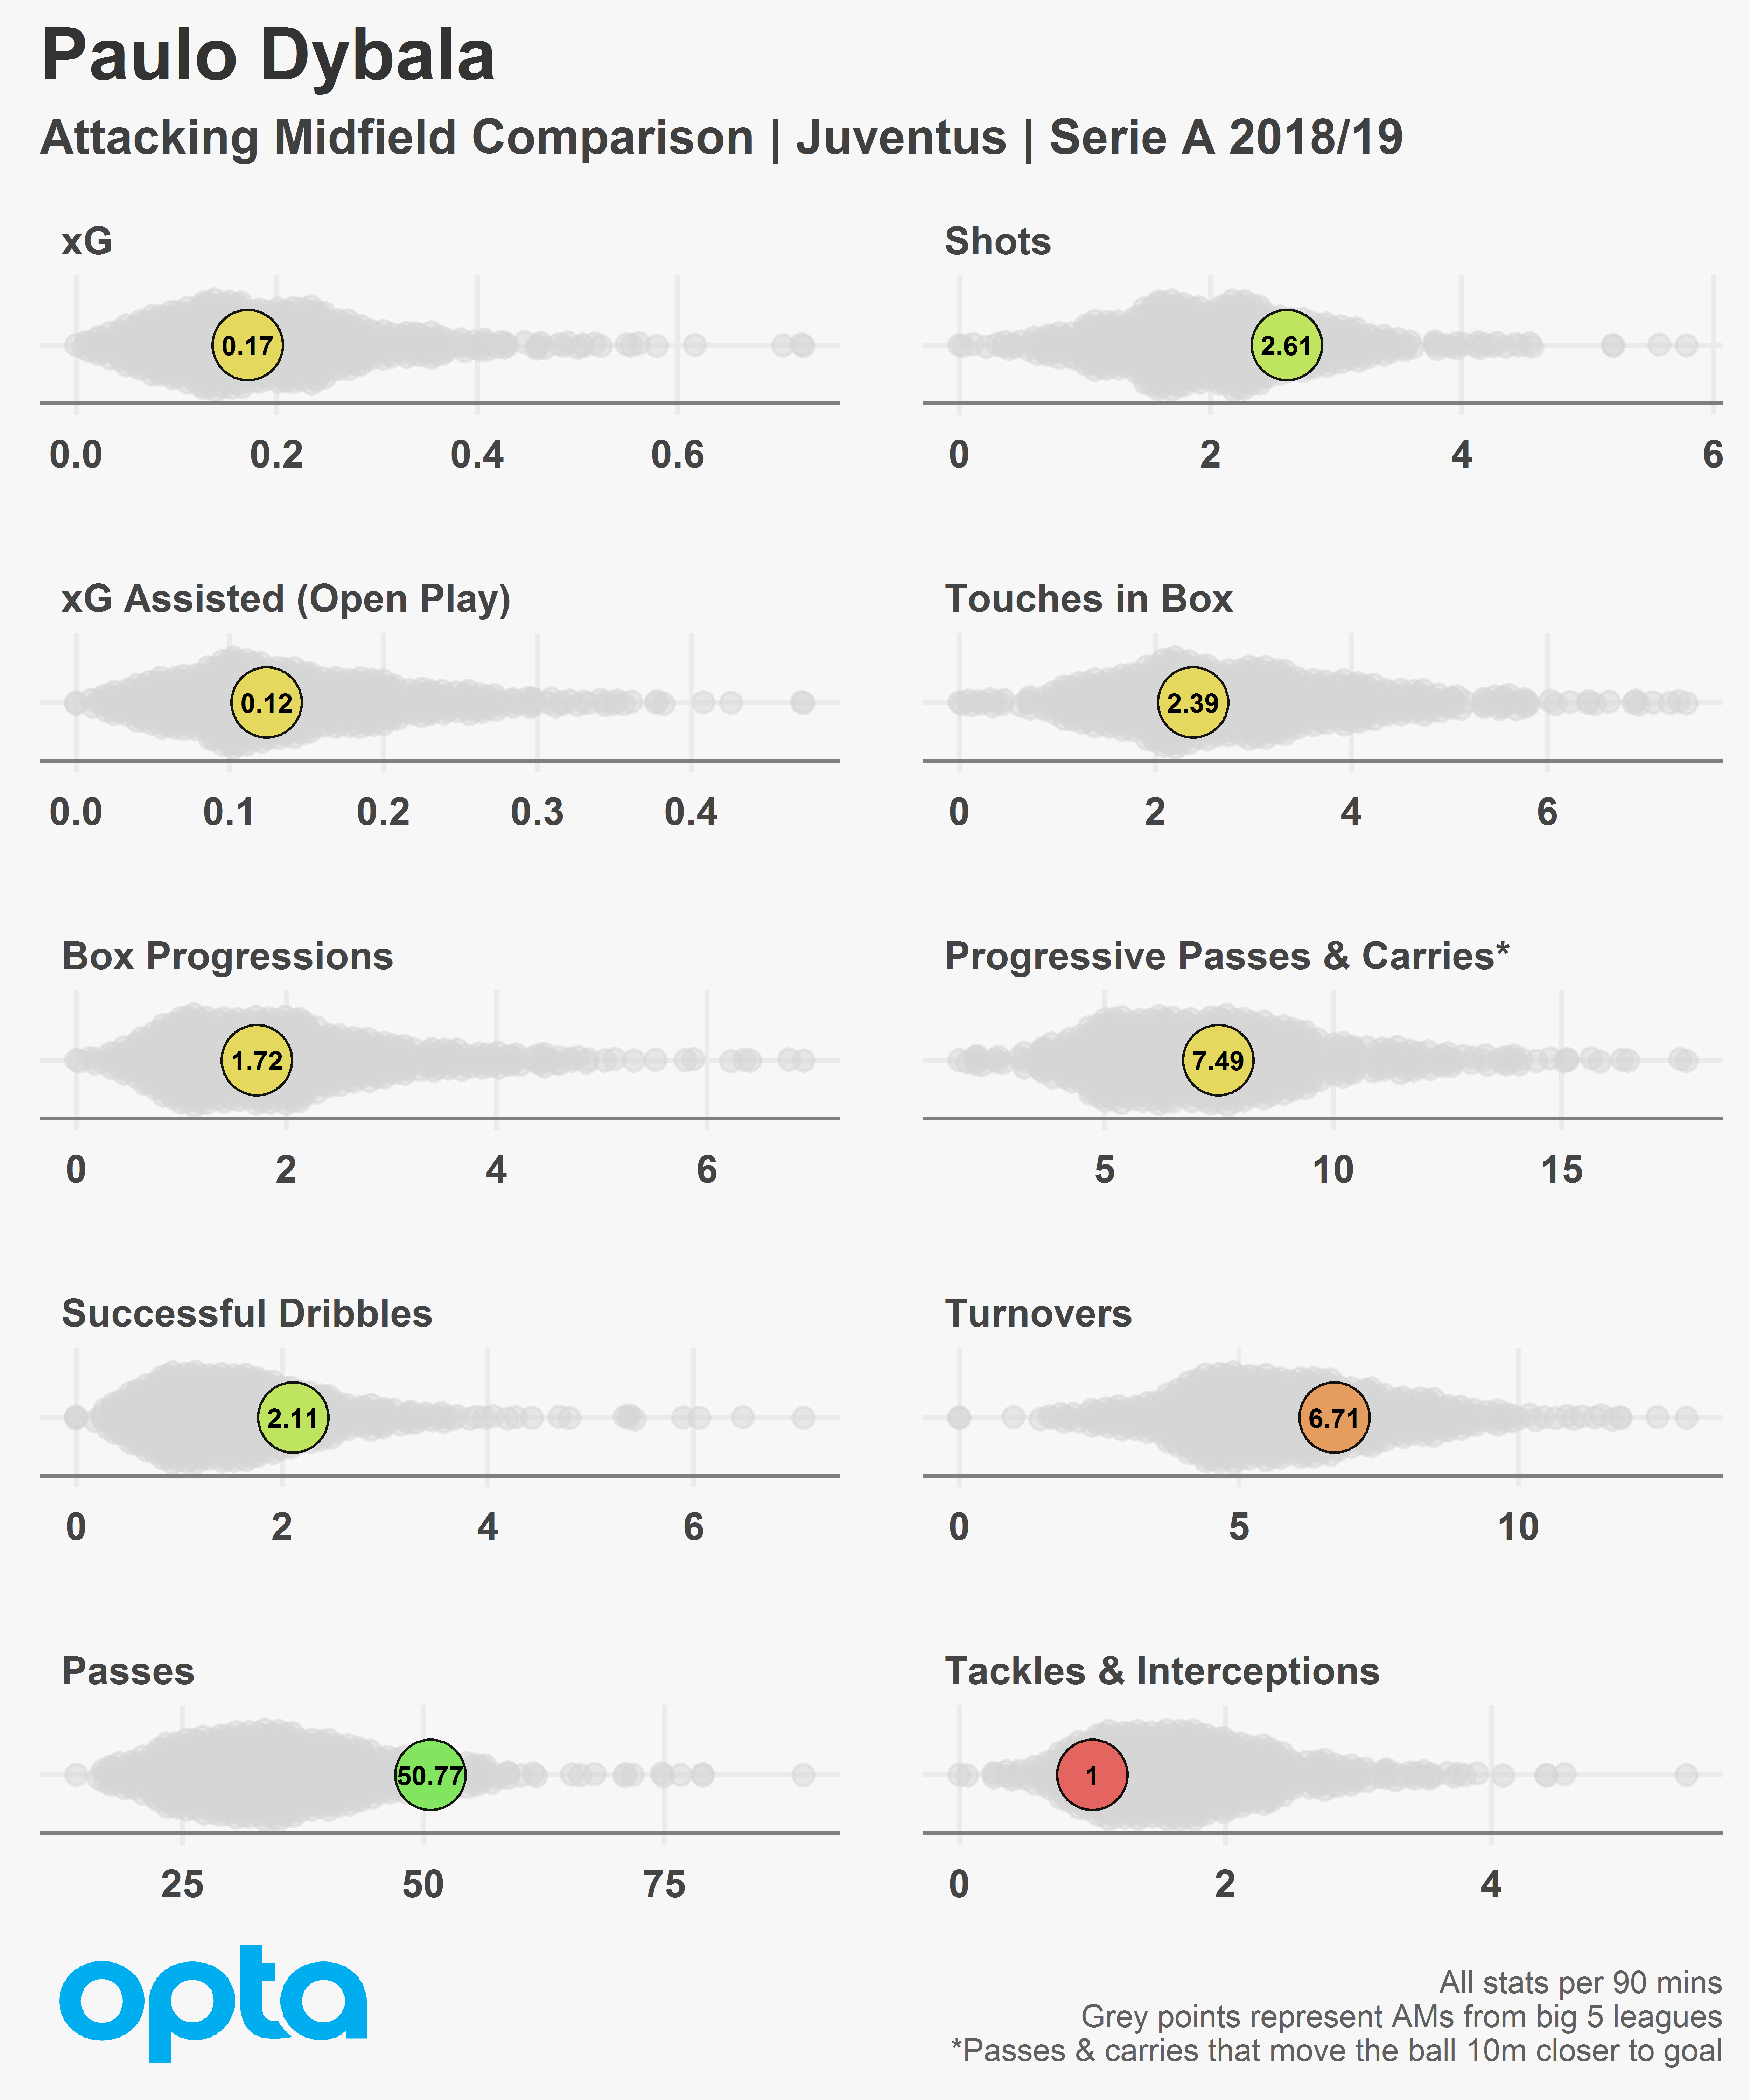 Paulo Dybala
Attacking Midfield Comparison | Juventus | Serie A 2018/19
xG
0.17
0.0 0.2 0.4 0.6
Shots
2.61
0 2 4 6
xG Assisted (Open Play)
0.12
0.0 0.1 0.2 0.3 0.4
Touches in Box
2.39
0 2 4 6
Box Progressions
1.72
0 2 4 6
Progressive Passes & Carries*
7.49
5 10 15
Successful Dribbles
2.11
0 2 4 6
Turnovers
6.71
0 5 10
Passes
50.77
25 50 75
Tackles & Interceptions
1
0 2 4
opta
All stats per 90 mins
Grey points represent AMs from big 5 leagues
*Passes & carries that move the ball 10m closer to goal